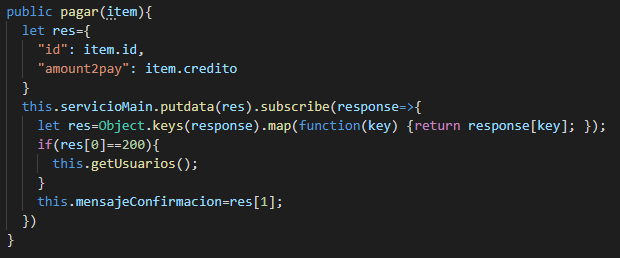 public pagar(item){
  let res={
    "id": item.id,
    "amount2pay": item.credito
  }
  this.servicioMain.putdata(res).subscribe(response=>{
    let res=Object.keys(response).map(function(key) {return response[key]; });
    if(res[0]==200){
      this.getUsuarios();
    }
    this.mensajeConfirmacion=res[1];
  })
}